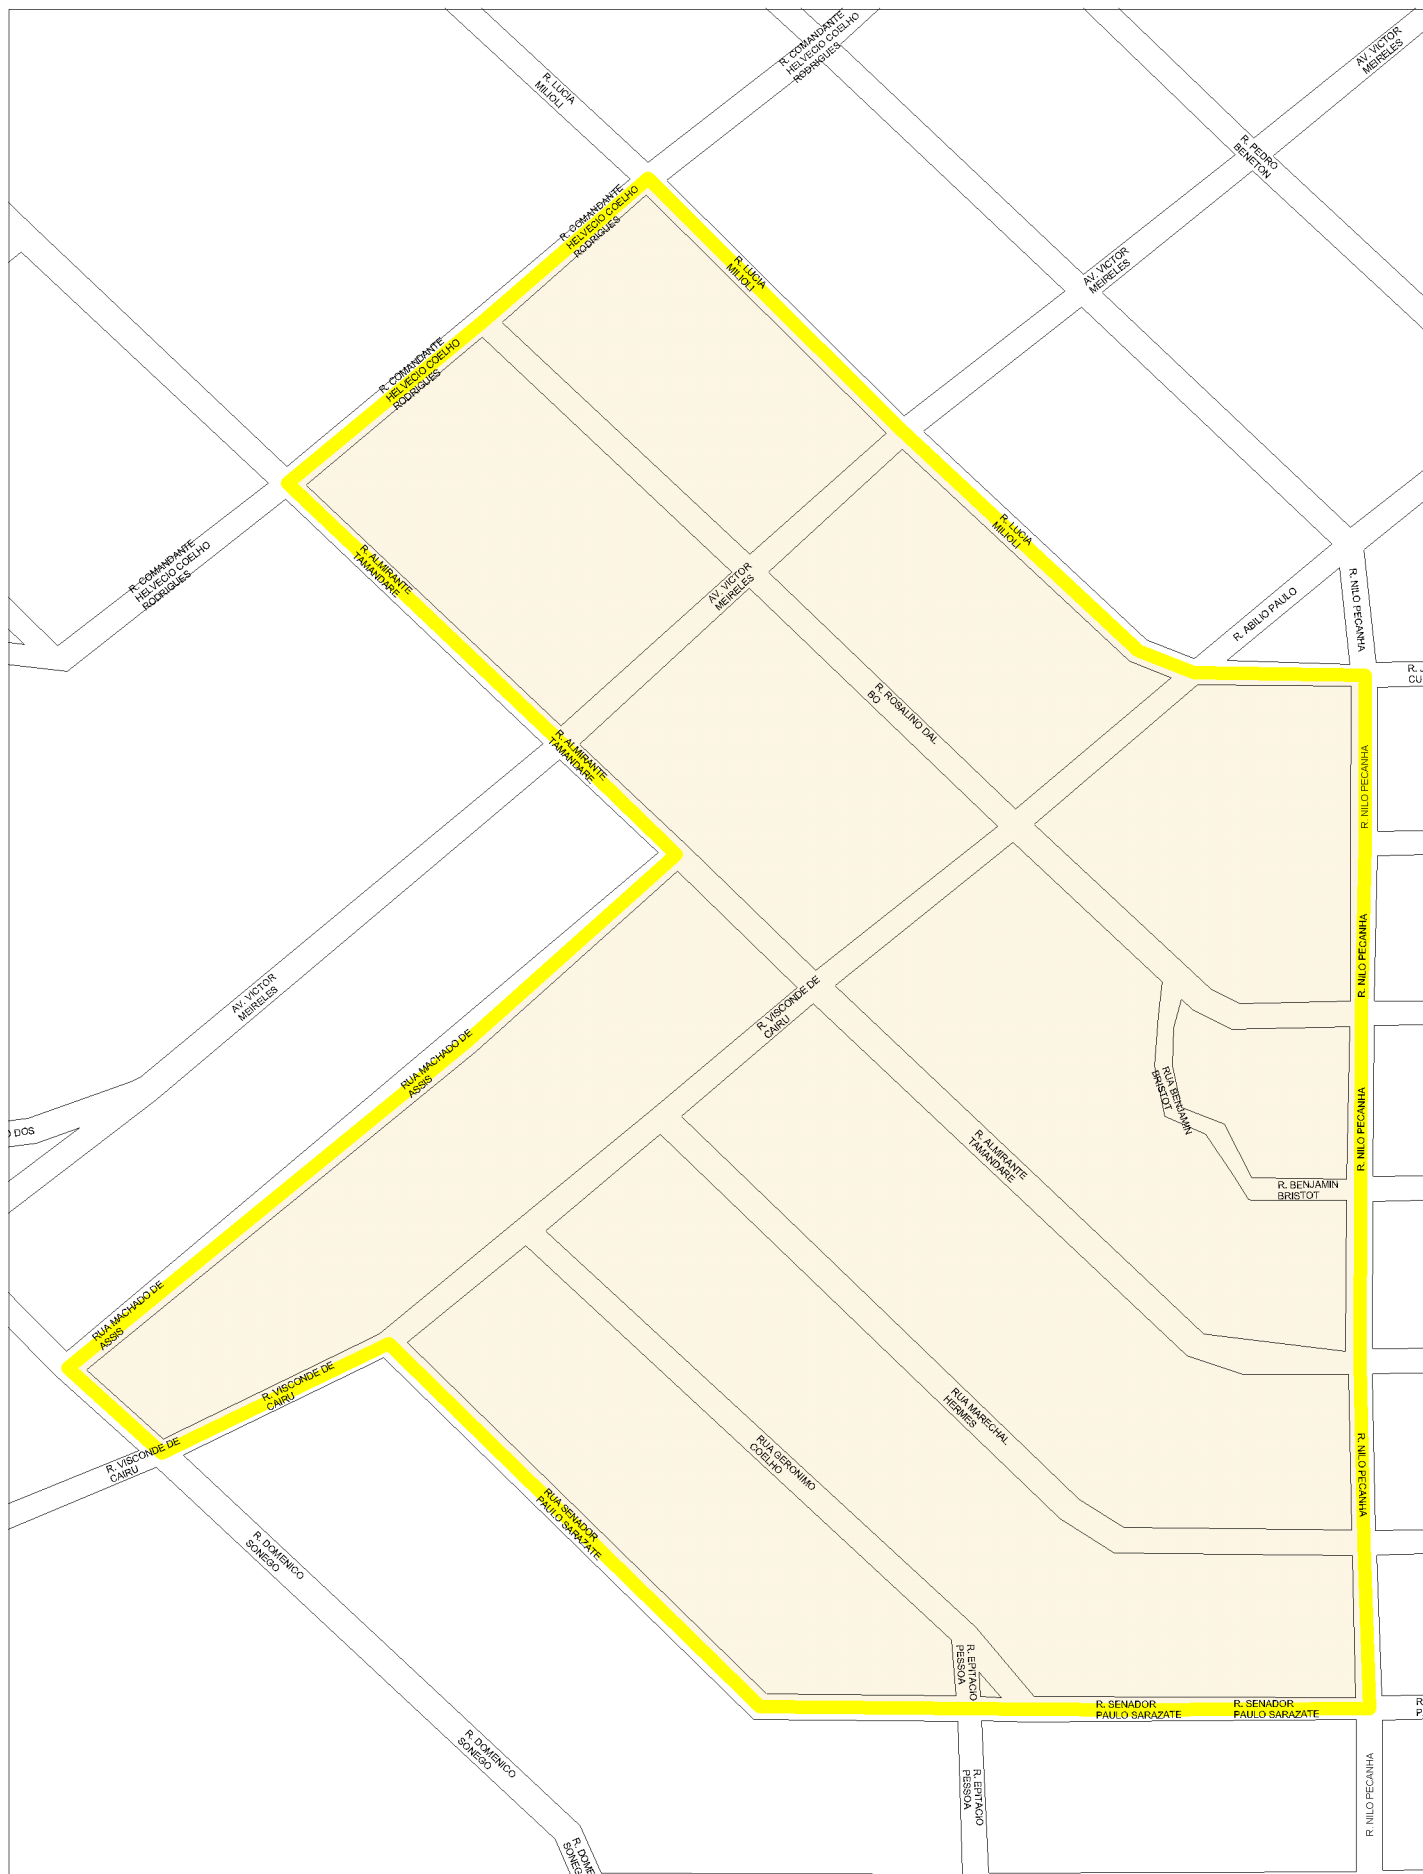 R. COMANDANTE
HELVECIO COELHO
RODRIGUES
AV. VICTOR
MEIRELES
R. LUCIA
MILIOLI
R. PEDRO
BENETON
R. COMANDANTE
HELVECIO COELHO
RODRIGUES
R. LUCIA
MILIOLI
AV. VICTOR
MEIRELES
R. COMANDANTE
HELVECIO COELHO
RODRIGUES
R. LUCIA
MILIOLI
R. COMANDANTE
HELVECIO COELHO
RODRIGUES
R. ALMIRANTE
TAMANDARE
AV. VICTOR
MEIRELES
R. NILO PECANHA
R. ABILIO PAULO
R. J
CU
R. ROSALINO DAL
BO
R. ALMIRANTE
TAMANDARE
R. NILO PECANHA
R. NILO PECANHA
AV. VICTOR
MEIRELES
R. VISCONDE DE
CAIRU
RUA MACHADO DE
ASSIS
RUA BENJAMIN
BRISTOT
R. NILO PECANHA
O DOS
R. ALMIRANTE
TAMANDARE
R. BENJAMIN
BRISTOT
RUA MACHADO DE
ASSIS
R. VISCONDE DE
CAIRU
RUA MARECHAL
HERMES
R. VISCONDE DE
CAIRU
RUA GERONIMO
COELHO
R. NILO PECANHA
RUA SENADOR
PAULO SARAZATE
R. DOMENICO
SONEGO
R. EPITACIO
PESSOA
R. SENADOR
PAULO SARAZATE
R. SENADOR
PAULO SARAZATE
R.
PA
R. DOMENICO
SONEGO
R. EPITACIO
PESSOA
R. NILO PECANHA
R. DOME
SONEG